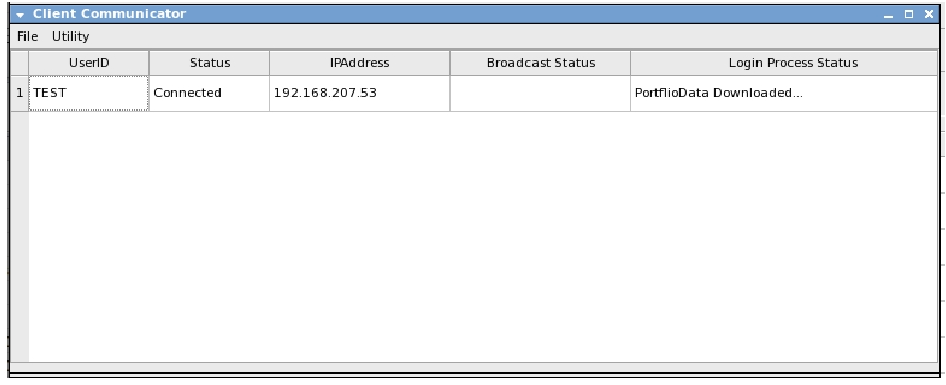 Client Communicator
File Utility
UserID Status IPAddress Broadcast Status Login Process Status
1 TEST Connected 192.168.207.53 PortflioData Downloaded...